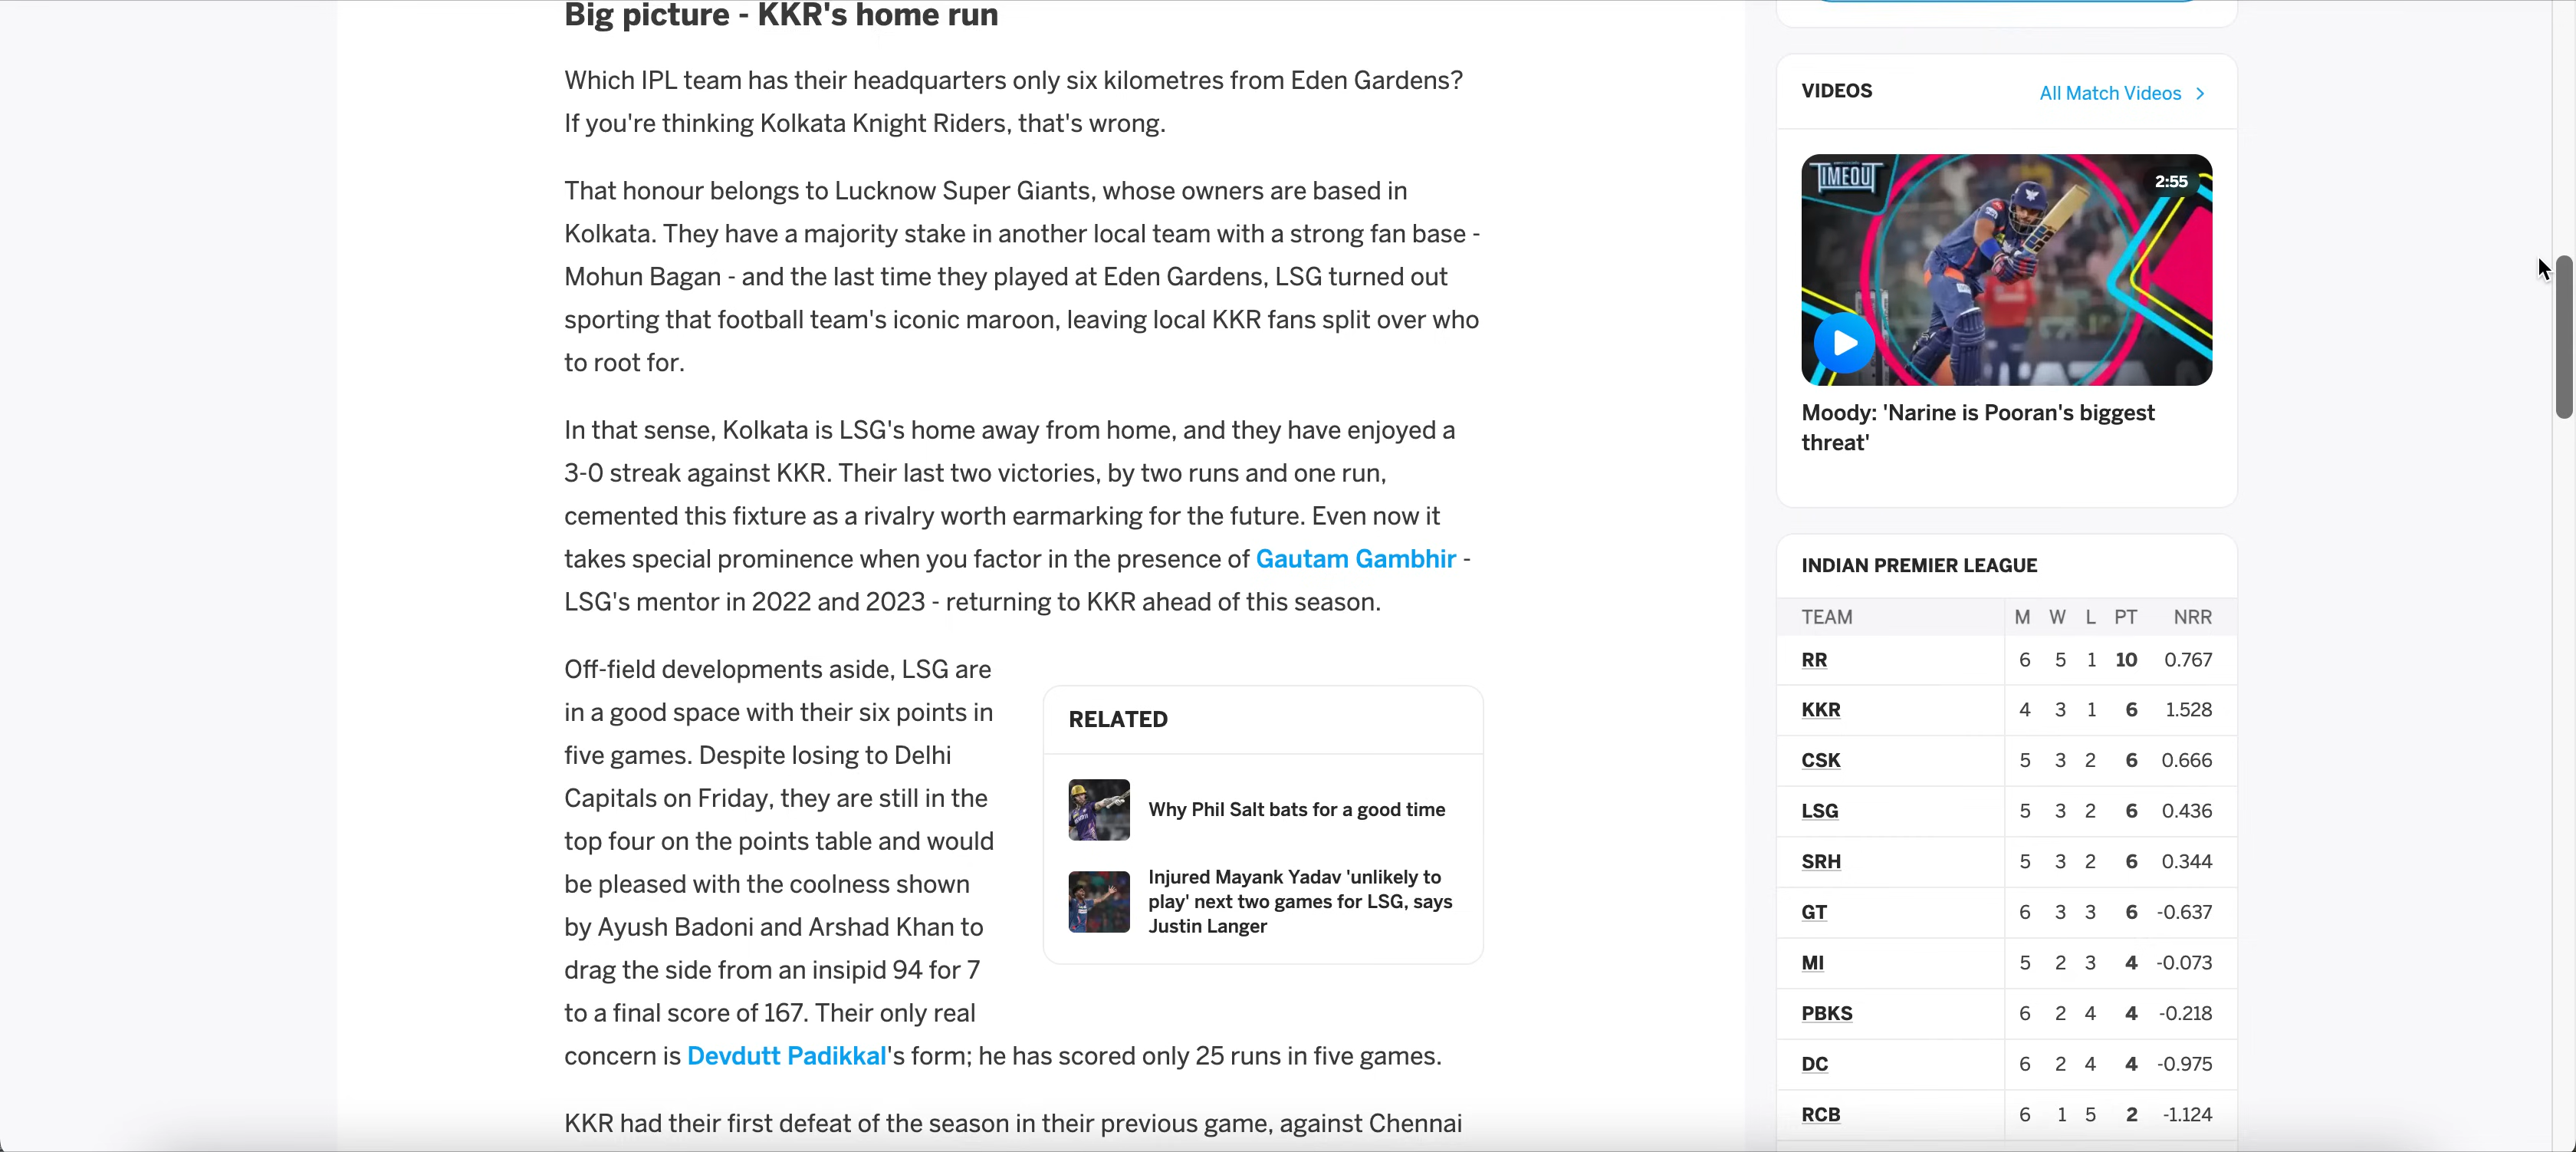 Big picture - KKR's home run
Which IPL team has their headquarters only six kilometres from Eden Gardens?
If you're thinking Kolkata Knight Riders, that's wrong.
That honour belongs to Lucknow Super Giants, whose owners are based in
Kolkata. They have a majority stake in another local team with a strong fan base -
Mohun Bagan - and the last time they played at Eden Gardens, LSG turned out
sporting that football team's iconic maroon, leaving local KKR fans split over who
to root for.
In that sense, Kolkata is LSG's home away from home, and they have enjoyed a
3-0 streak against KKR. Their last two victories, by two runs and one run,
cemented this fixture as a rivalry worth earmarking for the future. Even now it
takes special prominence when you factor in the presence of Gautam Gambhir -
LSG's mentor in 2022 and 2023 - returning to KKR ahead of this season.
Off-field developments aside, LSG are
in a good space with their six points in
five games. Despite losing to Delhi
Capitals on Friday, they are still in the
top four on the points table and would
be pleased with the coolness shown
by Ayush Badoni and Arshad Khan to
drag the side from an insipid 94 for 7
to a final score of 167. Their only real
concern is Devdutt Padikkal's form; he has scored only 25 runs in five games.
KKR had their first defeat of the season in their previous game, against Chennai
RELATED
Why Phil Salt bats for a good time
Injured Mayank Yadav 'unlikely to
play' next two games for LSG, says
Justin Langer
VIDEOS
All Match Videos
TIMEOUT
2:55
Moody: 'Narine is Pooran's biggest
threat'
INDIAN PREMIER LEAGUE
TEAM M W L PT NRR
RR 6 5 1 10 0.767
KKR 4 3 1 6 1.528
CSK 5 3 2 6 0.666
LSG 5 3 2 6 0.436
SRH 5 3 2 6 0.344
GT 6 3 3 6 -0.637
MI 5 2 3 4 -0.073
PBKS 6 2 4 4 -0.218
DC 6 2 4 4 -0.975
RCB 6 1 5 2 -1.124